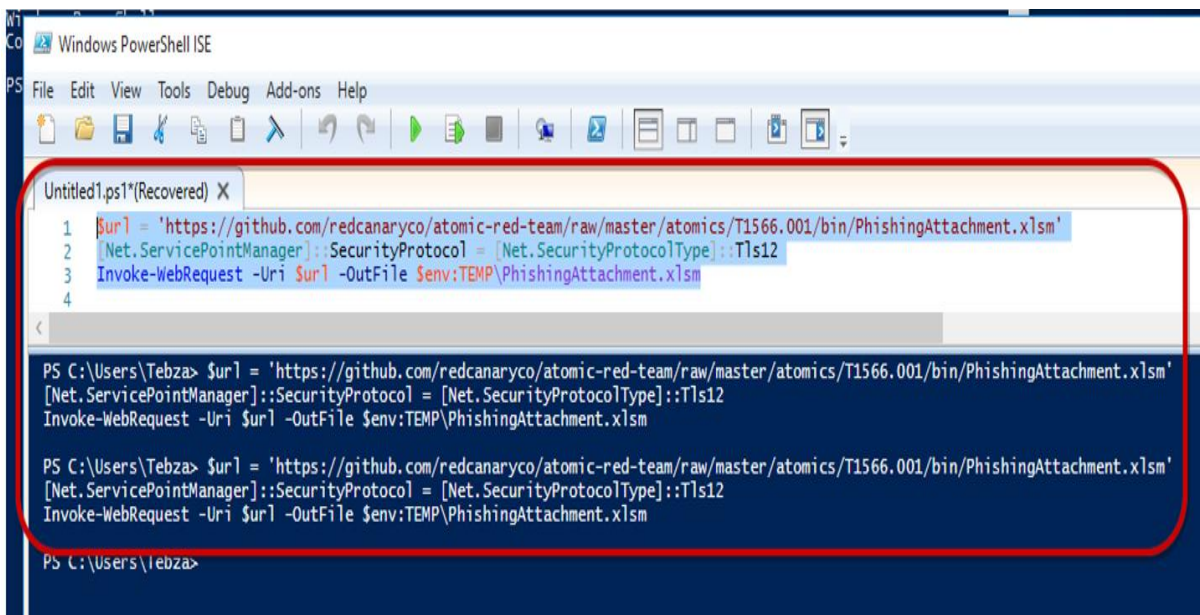 Windows PowerShell ISE
File Edit View Tools Debug Add-ons Help
Untitled1.ps1*(Recovered) X
1 $url = 'https://github.com/redcanaryco/atomic-red-team/raw/master/atomics/T1566.001/bin/PhishingAttachment.xlsm'
2 [Net.ServicePointManager]::SecurityProtocol = [Net.SecurityProtocolType]::Tls12
3 Invoke-WebRequest -Uri $url -OutFile $env:TEMP\PhishingAttachment.xlsm
4
PS C:\Users\Tebza> $url = 'https://github.com/redcanaryco/atomic-red-team/raw/master/atomics/T1566.001/bin/PhishingAttachment.xlsm'
[Net.ServicePointManager]::SecurityProtocol = [Net.SecurityProtocolType]::Tls12
Invoke-WebRequest -Uri $url -OutFile $env:TEMP\PhishingAttachment.xlsm
PS C:\Users\Tebza> $url = 'https://github.com/redcanaryco/atomic-red-team/raw/master/atomics/T1566.001/bin/PhishingAttachment.xlsm'
[Net.ServicePointManager]::SecurityProtocol = [Net.SecurityProtocolType]::Tls12
Invoke-WebRequest -Uri $url -OutFile $env:TEMP\PhishingAttachment.xlsm
PS C:\Users\Tebza>